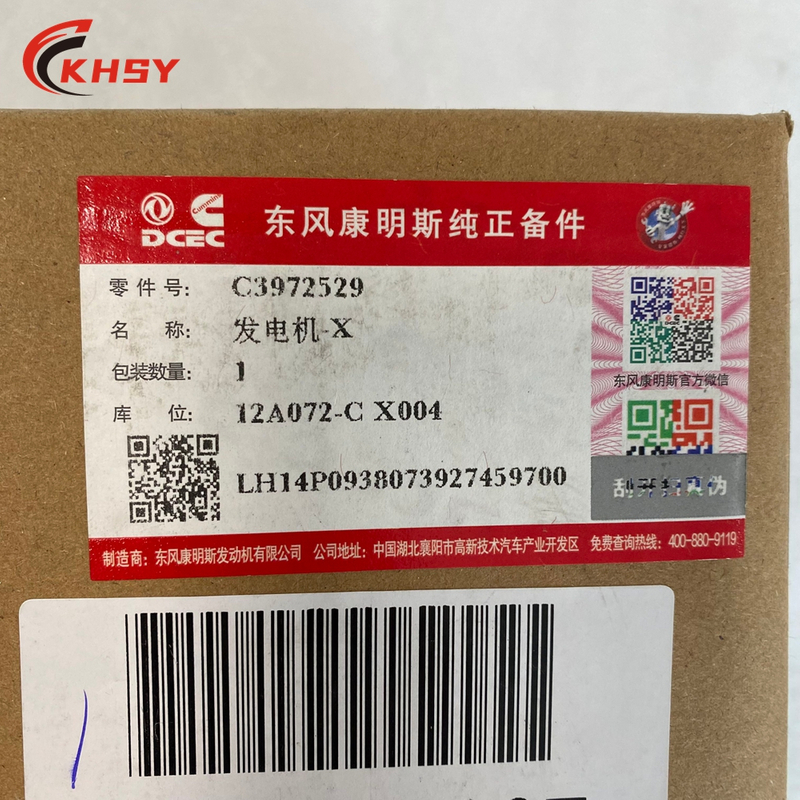 KHSY
Cummins
DCEC
东风康明斯纯正备件
零件号: C3972529
名 称: 发电机-X
包装数量: 1
库 位: 12A072-C X004
LH14P0938073927459700
东风康明斯官方微信
刮开扫真伪
制造商: 东风康明斯发动机有限公司 公司地址: 中国湖北襄阳市高新技术汽车产业开发区 免费查询热线: 400-880-9119